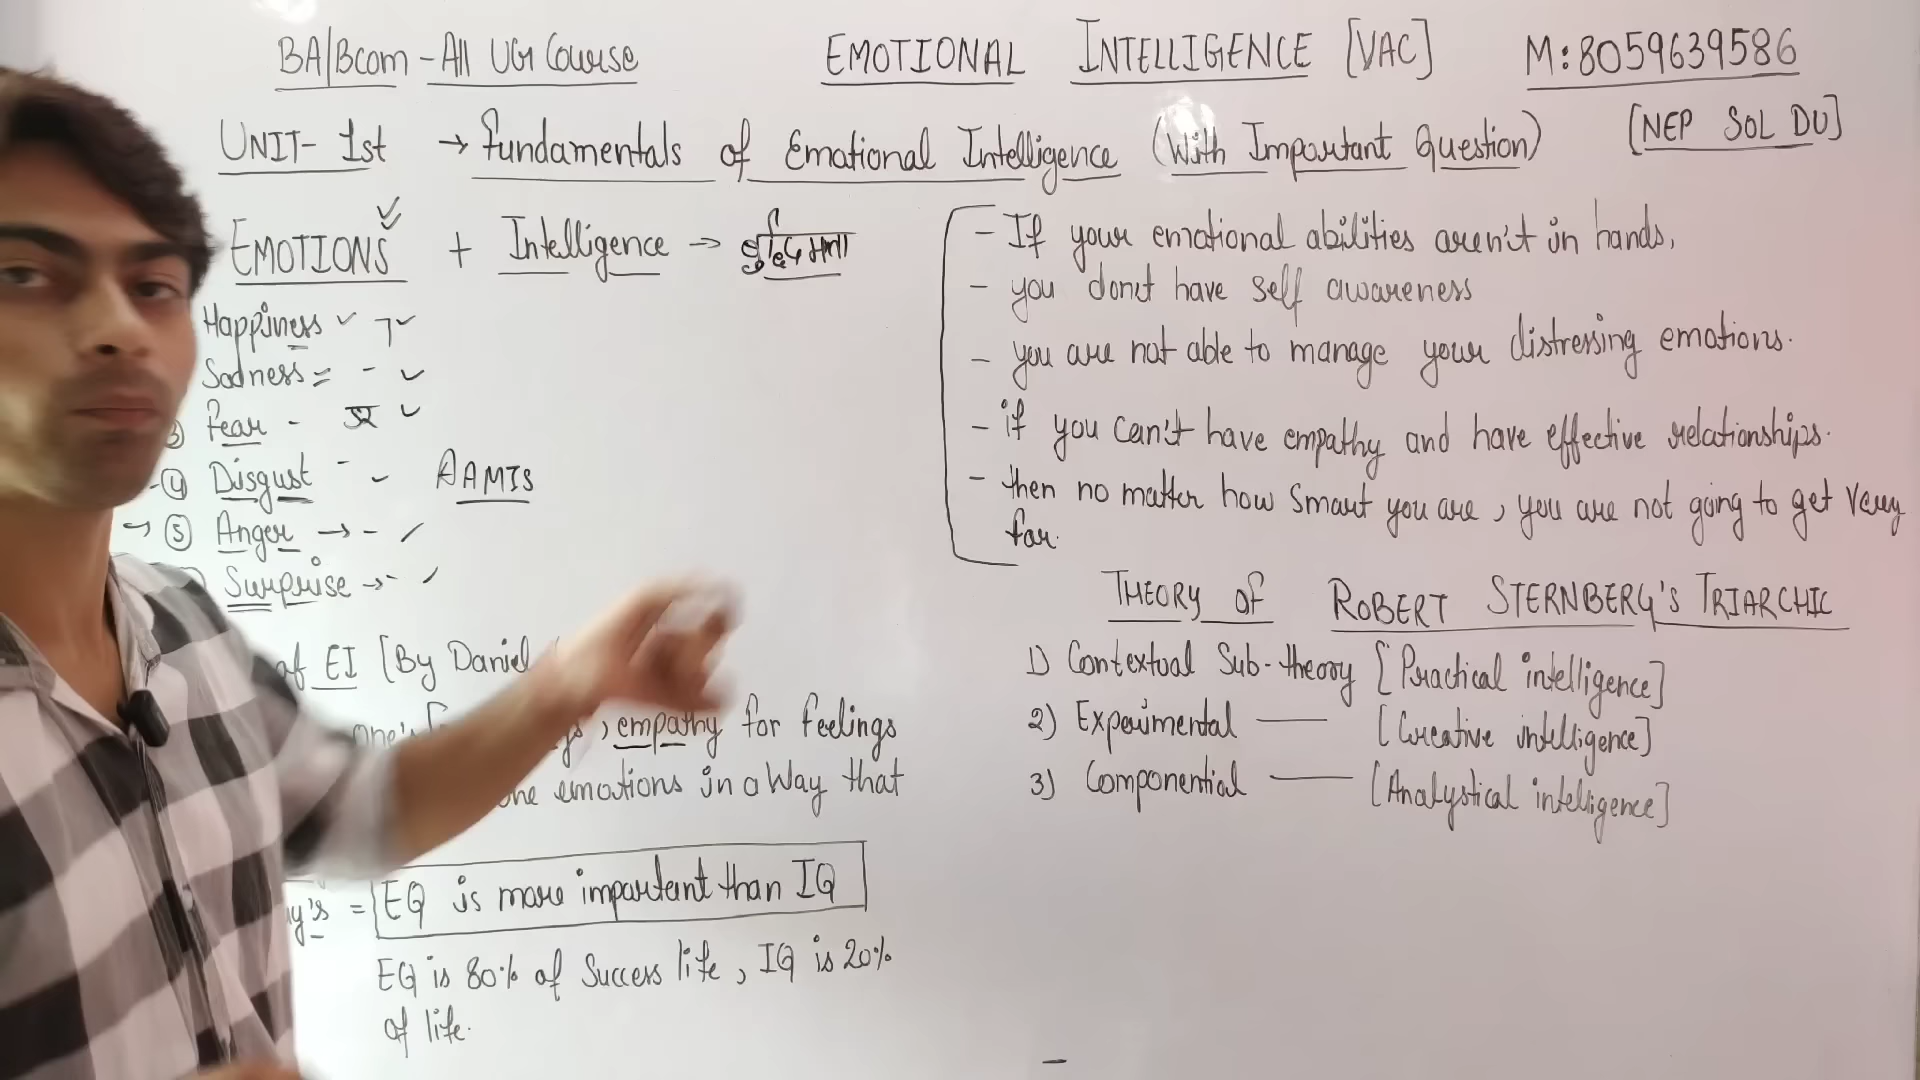 BA/Bcom - All UG Course
EMOTIONAL INTELLIGENCE [VAC]
M: 8059639586
[NEP SOL DU]
UNIT- 1st → Fundamentals of Emational Intelligence (With Important Question)
EMOTIONS + Intelligence →
Happiness
Sadness
Fear - डर
④ Disgust -
AAMIS
→ ⑤ Anger → -
Surprise → -
of EI [By Daniel
one's , empathy for feelings
emotions in a way that
= EQ is more important than IQ
EQ is 80% of Success life, IQ is 20%
of life.
- If your emotional abilities aren't in hands,
- you don't have self awareness
- you are not able to manage your distressing emotions.
- if you can't have empathy and have effective relationships.
- then no matter how smart you are, you are not going to get very
far.
THEORY OF ROBERT STERNBERG'S TRIARCHIC
1) Contextual Sub-theory [Practical intelligence]
2) Experimental —— [Creative intelligence]
3) Componential —— [Analystical intelligence]